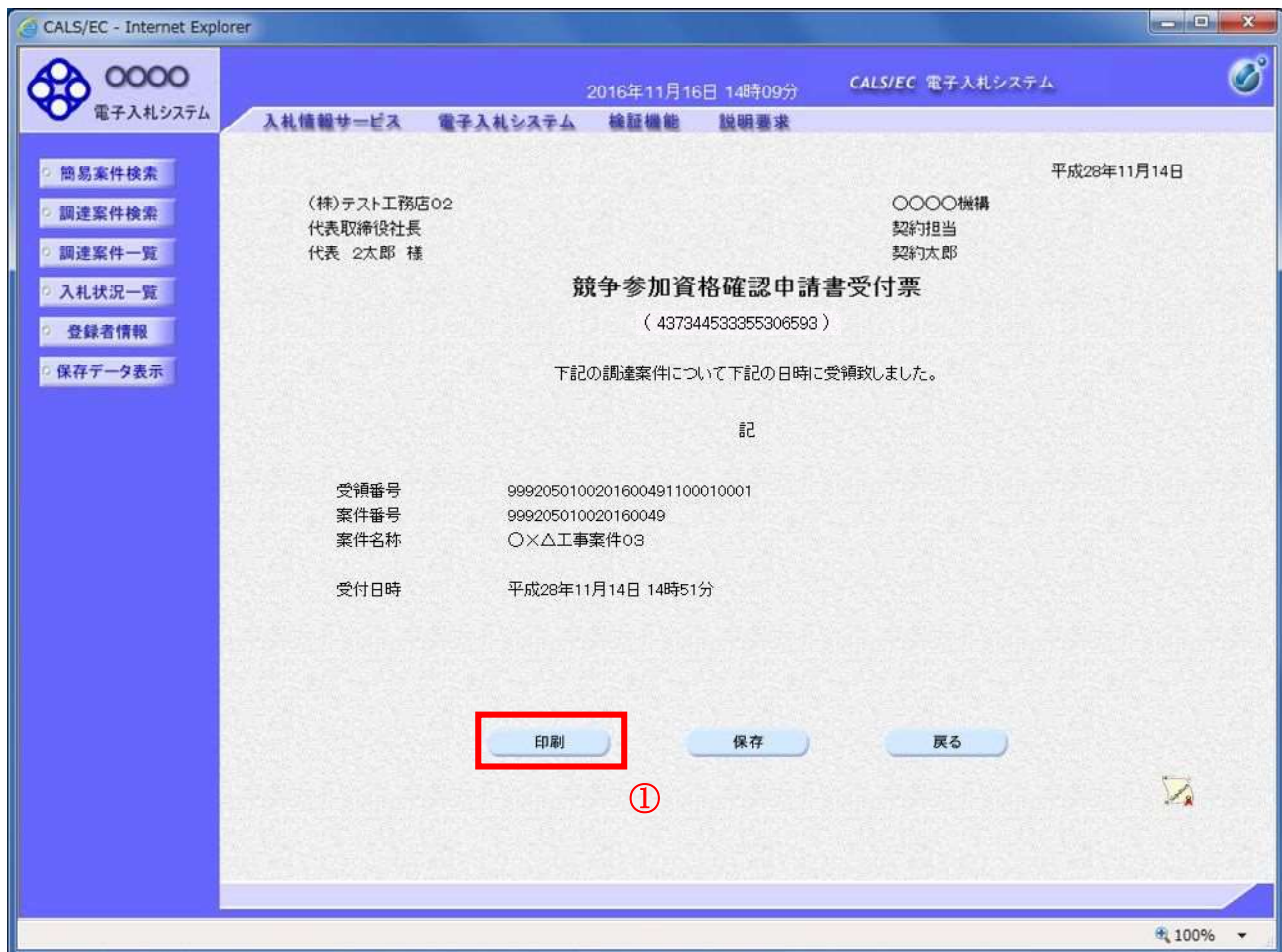 CALS/EC - Internet Explorer
○○○○
電子入札システム
2016年11月16日 14時09分
CALS/EC 電子入札システム
入札情報サービス 電子入札システム 検証機能 説明要求
簡易案件検索
調達案件検索
調達案件一覧
入札状況一覧
登録者情報
保存データ表示
平成28年11月14日
(株)テスト工務店02
代表取締役社長
代表 2太郎 様
○○○○機構
契約担当
契約太郎
競争参加資格確認申請書受付票
( 437344533355306593 )
下記の調達案件について下記の日時に受領致しました。
記
受領番号 9992050100201600491100010001
案件番号 999205010020160049
案件名称 ○×△工事案件03
受付日時 平成28年11月14日 14時51分
印刷 保存 戻る
①
100%